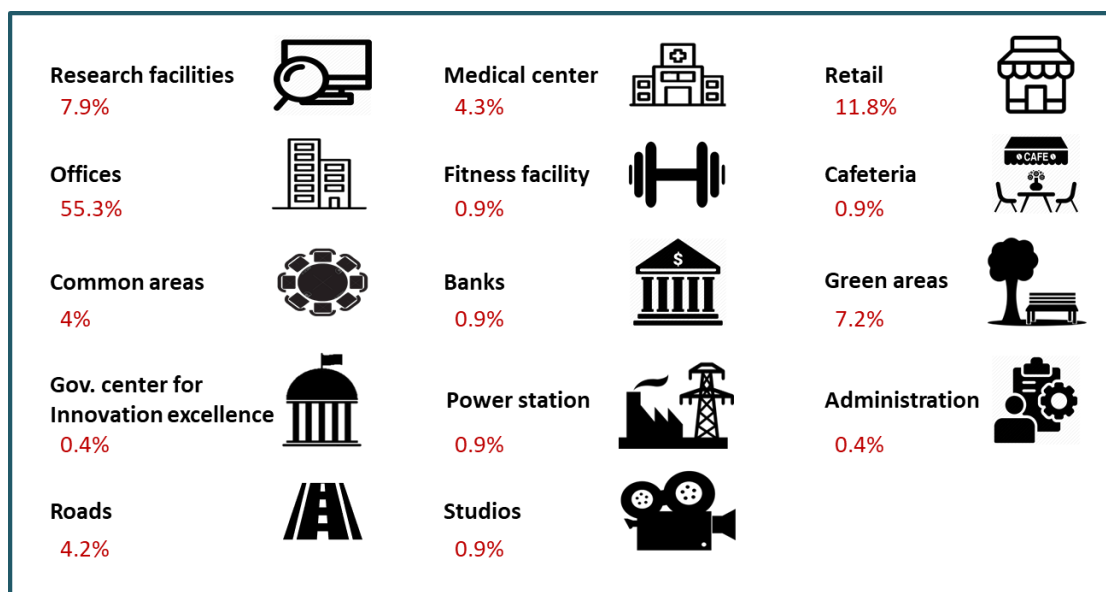 Research facilities
7.9%
Medical center
4.3%
Retail
11.8%
Offices
55.3%
Fitness facility
0.9%
Cafeteria
0.9%
CAFE
Common areas
4%
Banks
0.9%
$
Green areas
7.2%
Gov. center for
Innovation excellence
0.4%
Power station
0.9%
Administration
0.4%
Roads
4.2%
Studios
0.9%